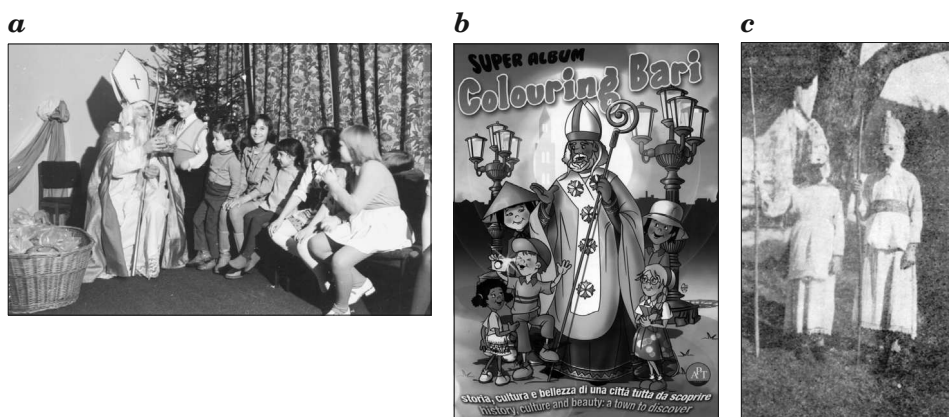 a
b
c
SUPER ALBUM
Colouring Bari
APT
storia, cultura e bellezza di una città tutta da scoprire
history, culture and beauty: a town to discover